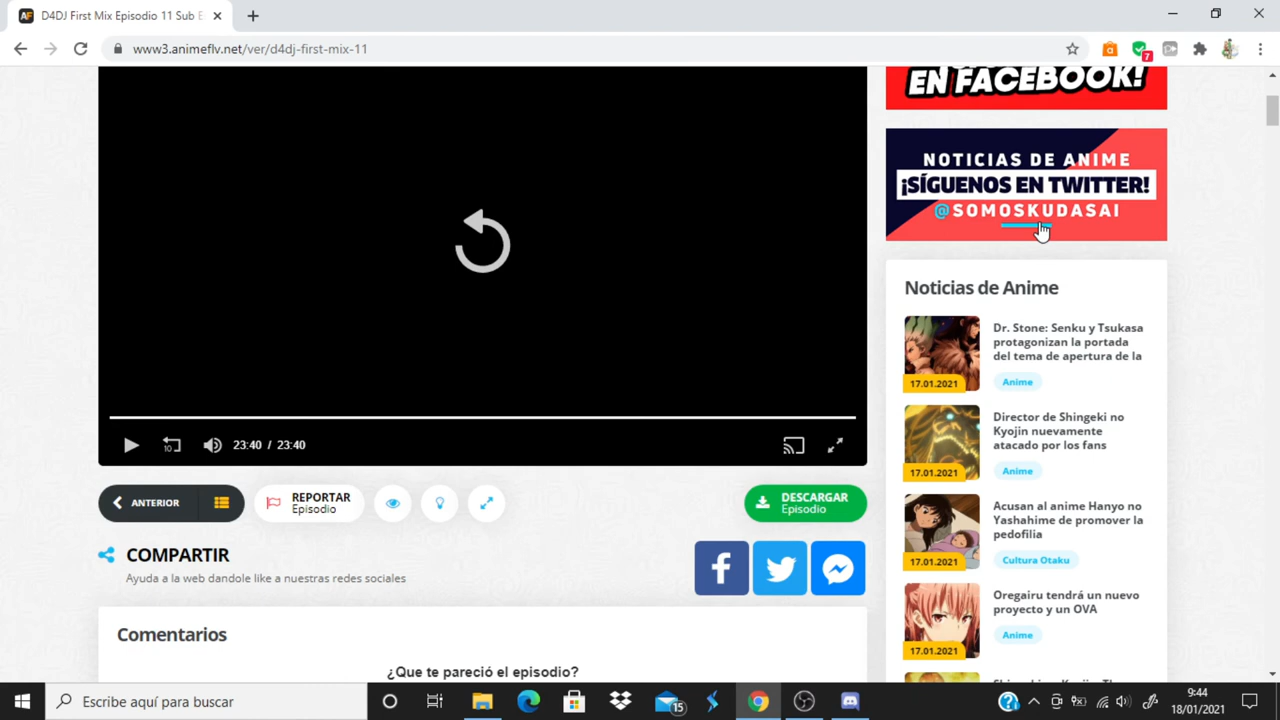 D4DJ First Mix Episodio 11 Sub E
www3.animeflv.net/ver/d4dj-first-mix-11
7
EN FACEBOOK!
NOTICIAS DE ANIME
¡SÍGUENOS EN TWITTER!
@SOMOSKUDASAI
Noticias de Anime
Dr. Stone: Senku y Tsukasa
protagonizan la portada
del tema de apertura de la
17.01.2021
Anime
Director de Shingeki no
Kyojin nuevamente
atacado por los fans
17.01.2021
Anime
Acusan al anime Hanyo no
Yashahime de promover la
pedofilia
17.01.2021
Cultura Otaku
Oregairu tendrá un nuevo
proyecto y un OVA
Anime
17.01.2021
10
23:40 / 23:40
ANTERIOR
REPORTAR
Episodio
DESCARGAR
Episodio
COMPARTIR
Ayuda a la web dandole like a nuestras redes sociales
Comentarios
¿Que te pareció el episodio?
Escribe aquí para buscar
15
9:44
18/01/2021